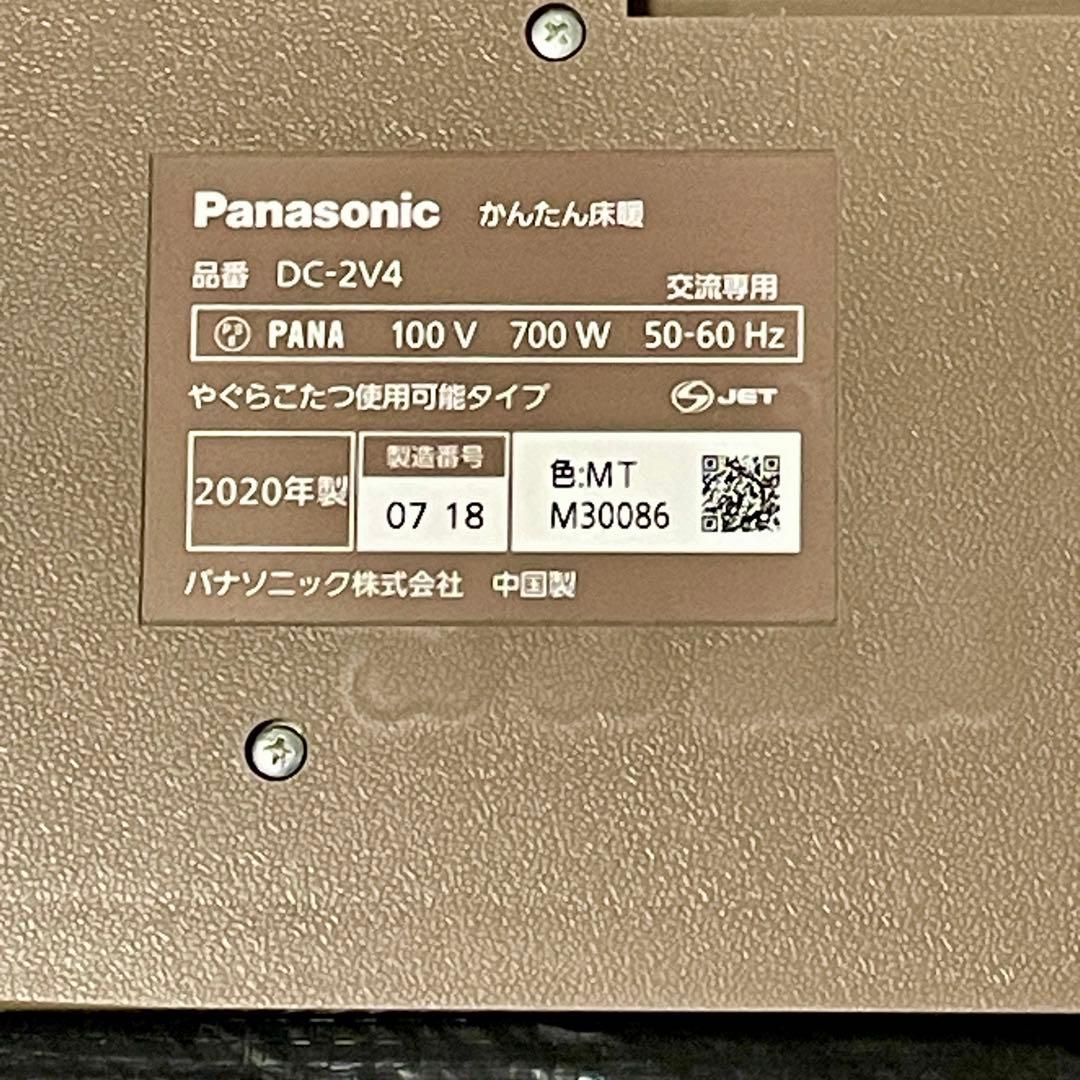 Panasonic かんたん床暖
品番 DC-2V4
交流専用
PS E PANA 100 V 700 W 50-60 Hz
やぐらこたつ使用可能タイプ
S JET
2020年製
製造番号
07 18
色:MT
M30086
パナソニック株式会社 中国製